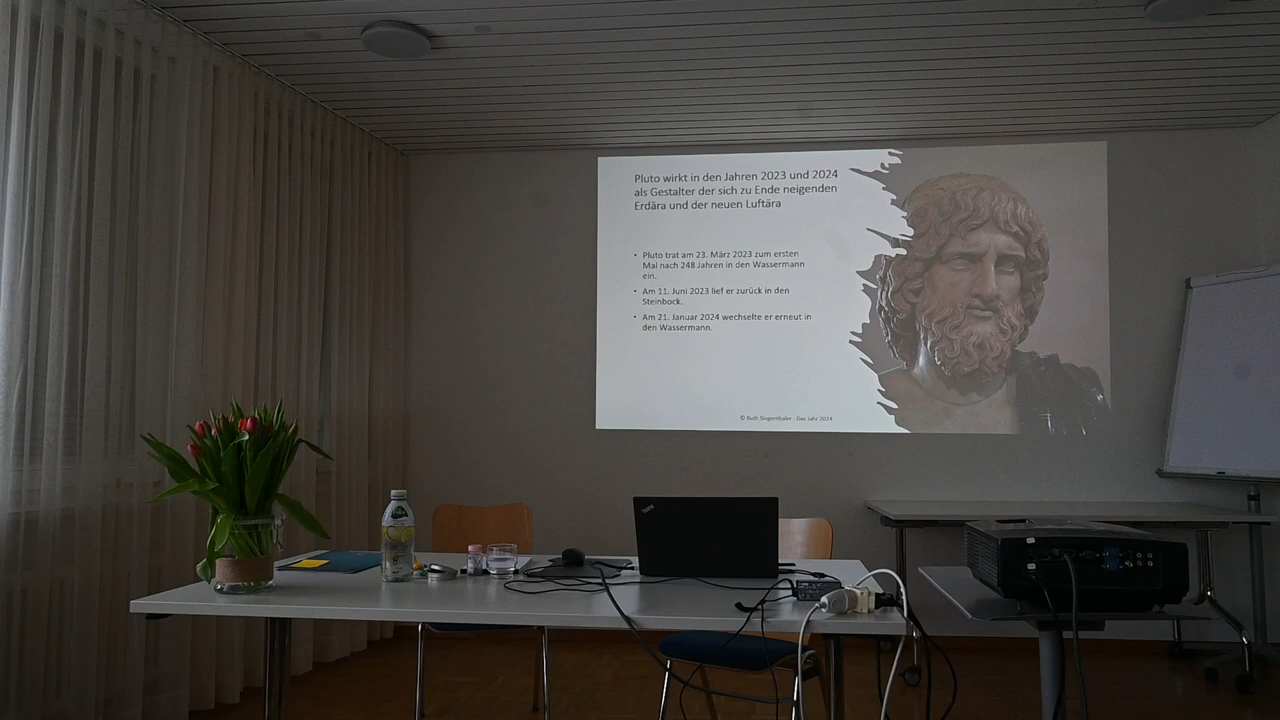 Pluto wirkt in den Jahren 2023 und 2024
als Gestalter der sich zu Ende neigenden
Erdära und der neuen Luftära
• Pluto trat am 23. März 2023 zum ersten
Mal nach 248 Jahren in den Wassermann
ein.
• Am 11. Juni 2023 lief er zurück in den
Steinbock.
• Am 21. Januar 2024 wechselte er erneut in
den Wassermann.
© Ruth Siegenthaler - Das Jahr 2024
ThinkPad